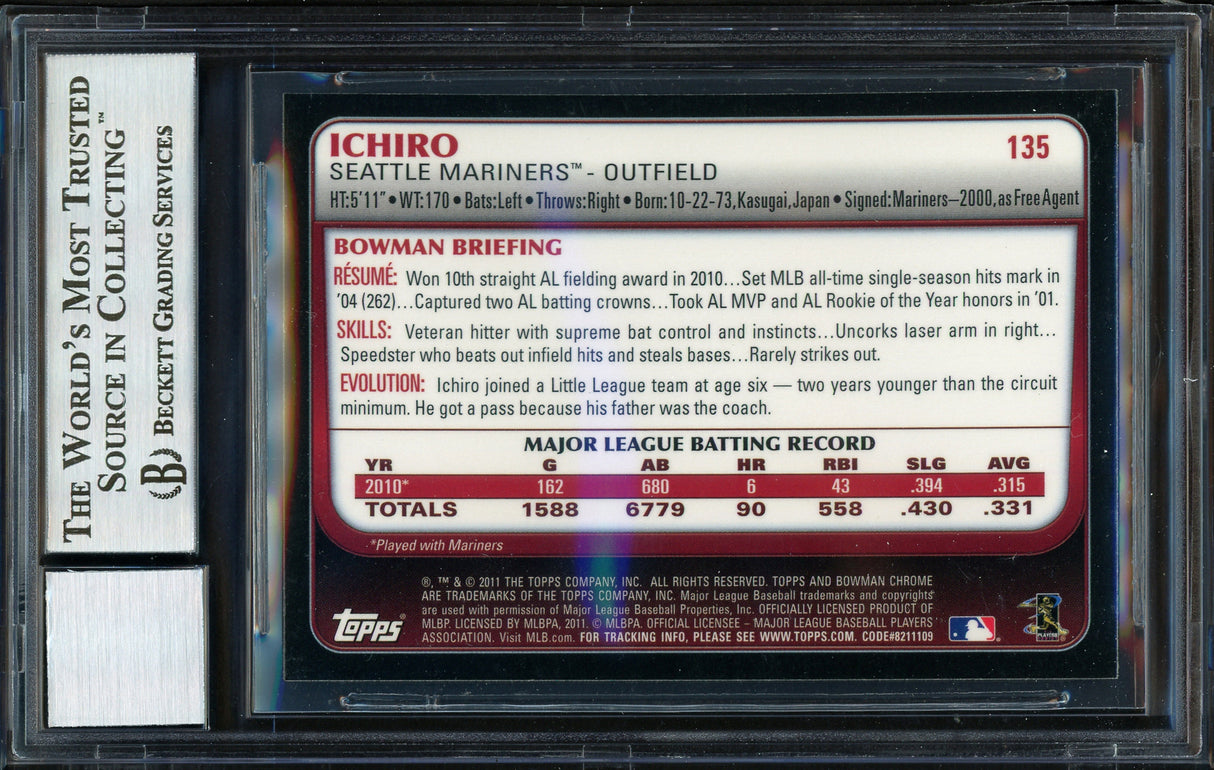 THE WORLD'S MOST TRUSTED
SOURCE IN COLLECTING™
BECKETT GRADING SERVICES
B
ICHIRO
135
SEATTLE MARINERS™ - OUTFIELD
HT:5'11" • WT:170 • Bats:Left • Throws:Right • Born:10-22-73, Kasugai, Japan • Signed:Mariners–2000, as Free Agent
BOWMAN BRIEFING
RÉSUMÉ: Won 10th straight AL fielding award in 2010...Set MLB all-time single-season hits mark in
'04 (262)...Captured two AL batting crowns...Took AL MVP and AL Rookie of the Year honors in '01.
SKILLS: Veteran hitter with supreme bat control and instincts...Uncorks laser arm in right...
Speedster who beats out infield hits and steals bases...Rarely strikes out.
EVOLUTION: Ichiro joined a Little League team at age six — two years younger than the circuit
minimum. He got a pass because his father was the coach.
MAJOR LEAGUE BATTING RECORD
YR G AB HR RBI SLG AVG
2010* 162 680 6 43 .394 .315
TOTALS 1588 6779 90 558 .430 .331
*Played with Mariners
®, ™ & © 2011 THE TOPPS COMPANY, INC. ALL RIGHTS RESERVED. TOPPS AND BOWMAN CHROME
ARE TRADEMARKS OF THE TOPPS COMPANY, INC. Major League Baseball trademarks and copyrights
are used with permission of Major League Baseball Properties, Inc. OFFICIALLY LICENSED PRODUCT OF
MLBP. LICENSED BY MLBPA, 2011. © MLBPA. OFFICIAL LICENSEE – MAJOR LEAGUE BASEBALL PLAYERS
ASSOCIATION. Visit MLB.com. FOR TRACKING INFO, PLEASE SEE WWW.TOPPS.COM. CODE#8211109
TOPPS®